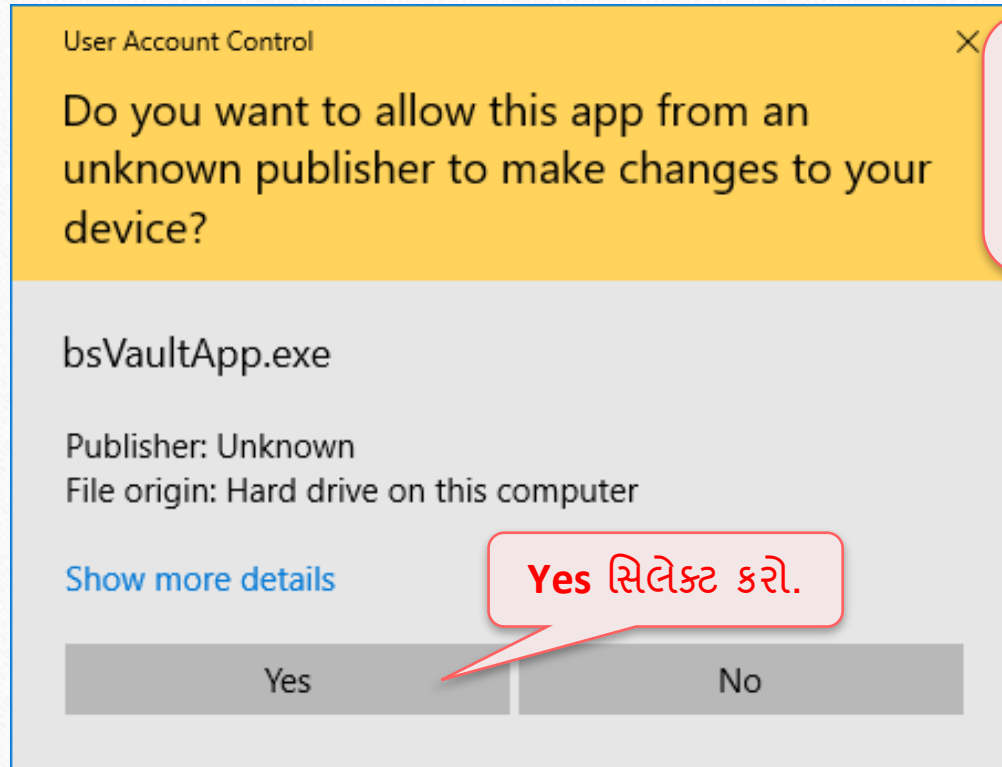 User Account Control
Do you want to allow this app from an
unknown publisher to make changes to your
device?
bsVaultApp.exe
Publisher: Unknown
File origin: Hard drive on this computer
Show more details
Yes સિલેક્ટ કરો.
Yes
No